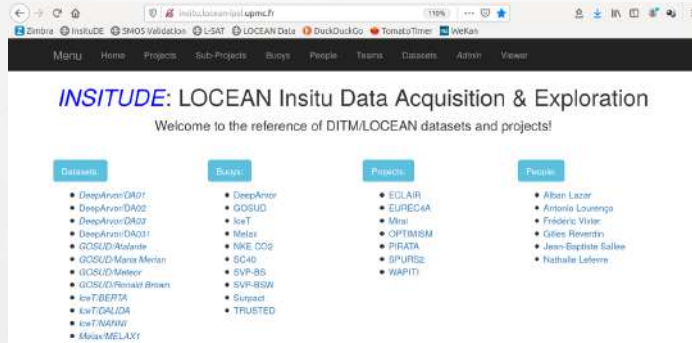 insitu.locean-ipsl.upmc.fr
110%
Zimbra InsituDE SMOS Validation L-SAT LOCEAN Data DuckDuckGo TomatoTimer WeKan
Menu Home Projects Sub-Projects Buoys People Teams Datasets Admin Viewer
INSITUDE: LOCEAN Insitu Data Acquisition & Exploration
Welcome to the reference of DITM/LOCEAN datasets and projects!
Datasets:
DeepArvor/DA01
DeepArvor/DA02
DeepArvor/DA03
DeepArvor/DA031
GOSUD/Atalante
GOSUD/Maria Merian
GOSUD/Meteor
GOSUD/Ronald Brown
IceT/BERTA
IceT/DALIDA
IceT/NANNI
Melax/MELAX1
Buoys:
DeepArvor
GOSUD
IceT
Melax
NKE CO2
SC40
SVP-BS
SVP-BSW
Surpact
TRUSTED
Projects:
ECLAIR
EUREC4A
Mirai
OPTIMISM
PIRATA
SPURS2
WAPITI
People:
Alban Lazar
Antonio Lourenço
Frédéric Vivier
Gilles Reverdin
Jean-Baptiste Sallee
Nathalie Lefevre